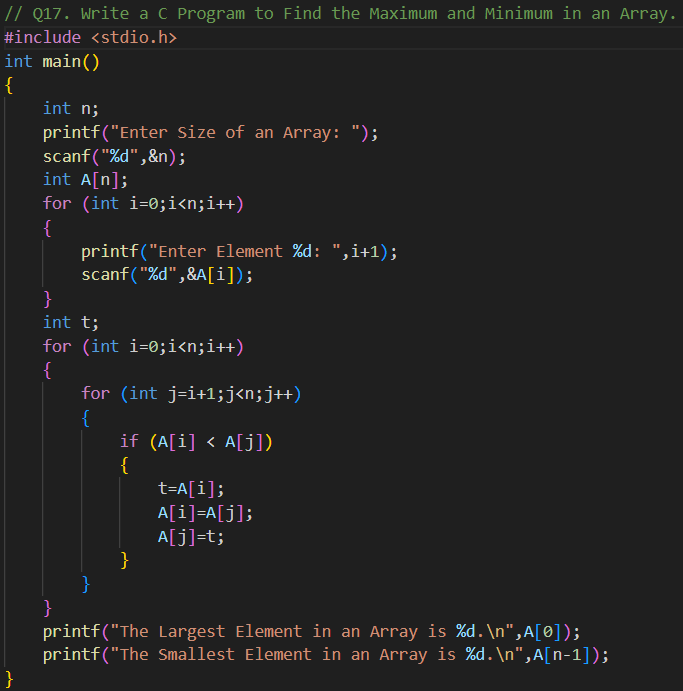 // Q17. Write a C Program to Find the Maximum and Minimum in an Array.
#include <stdio.h>
int main()
{
    int n;
    printf("Enter Size of an Array: ");
    scanf("%d",&n);
    int A[n];
    for (int i=0;i<n;i++)
    {
        printf("Enter Element %d: ",i+1);
        scanf("%d",&A[i]);
    }
    int t;
    for (int i=0;i<n;i++)
    {
        for (int j=i+1;j<n;j++)
        {
            if (A[i] < A[j])
            {
                t=A[i];
                A[i]=A[j];
                A[j]=t;
            }
        }
    }
    printf("The Largest Element in an Array is %d.\n",A[0]);
    printf("The Smallest Element in an Array is %d.\n",A[n-1]);
}